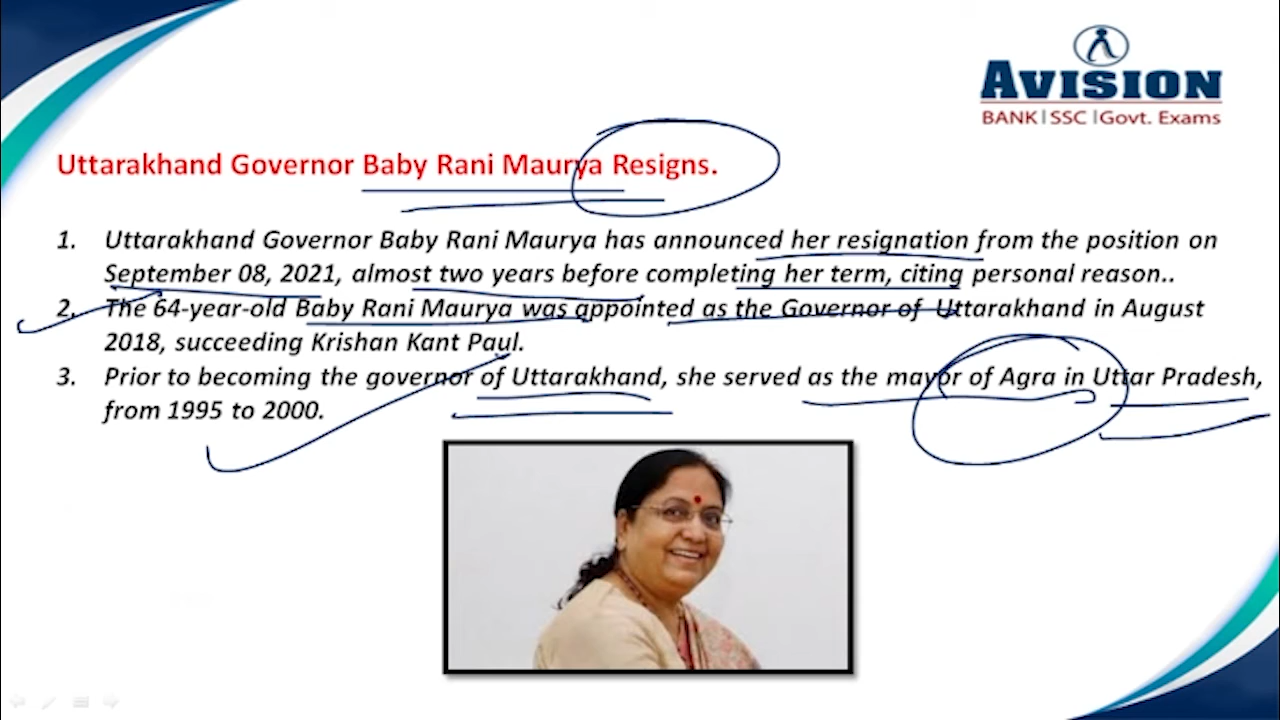 AVISION
BANK | SSC | Govt. Exams
Uttarakhand Governor Baby Rani Maurya Resigns.
1. Uttarakhand Governor Baby Rani Maurya has announced her resignation from the position on
September 08, 2021, almost two years before completing her term, citing personal reason..
2. The 64-year-old Baby Rani Maurya was appointed as the Governor of Uttarakhand in August
2018, succeeding Krishan Kant Paul.
3. Prior to becoming the governor of Uttarakhand, she served as the mayor of Agra in Uttar Pradesh,
from 1995 to 2000.